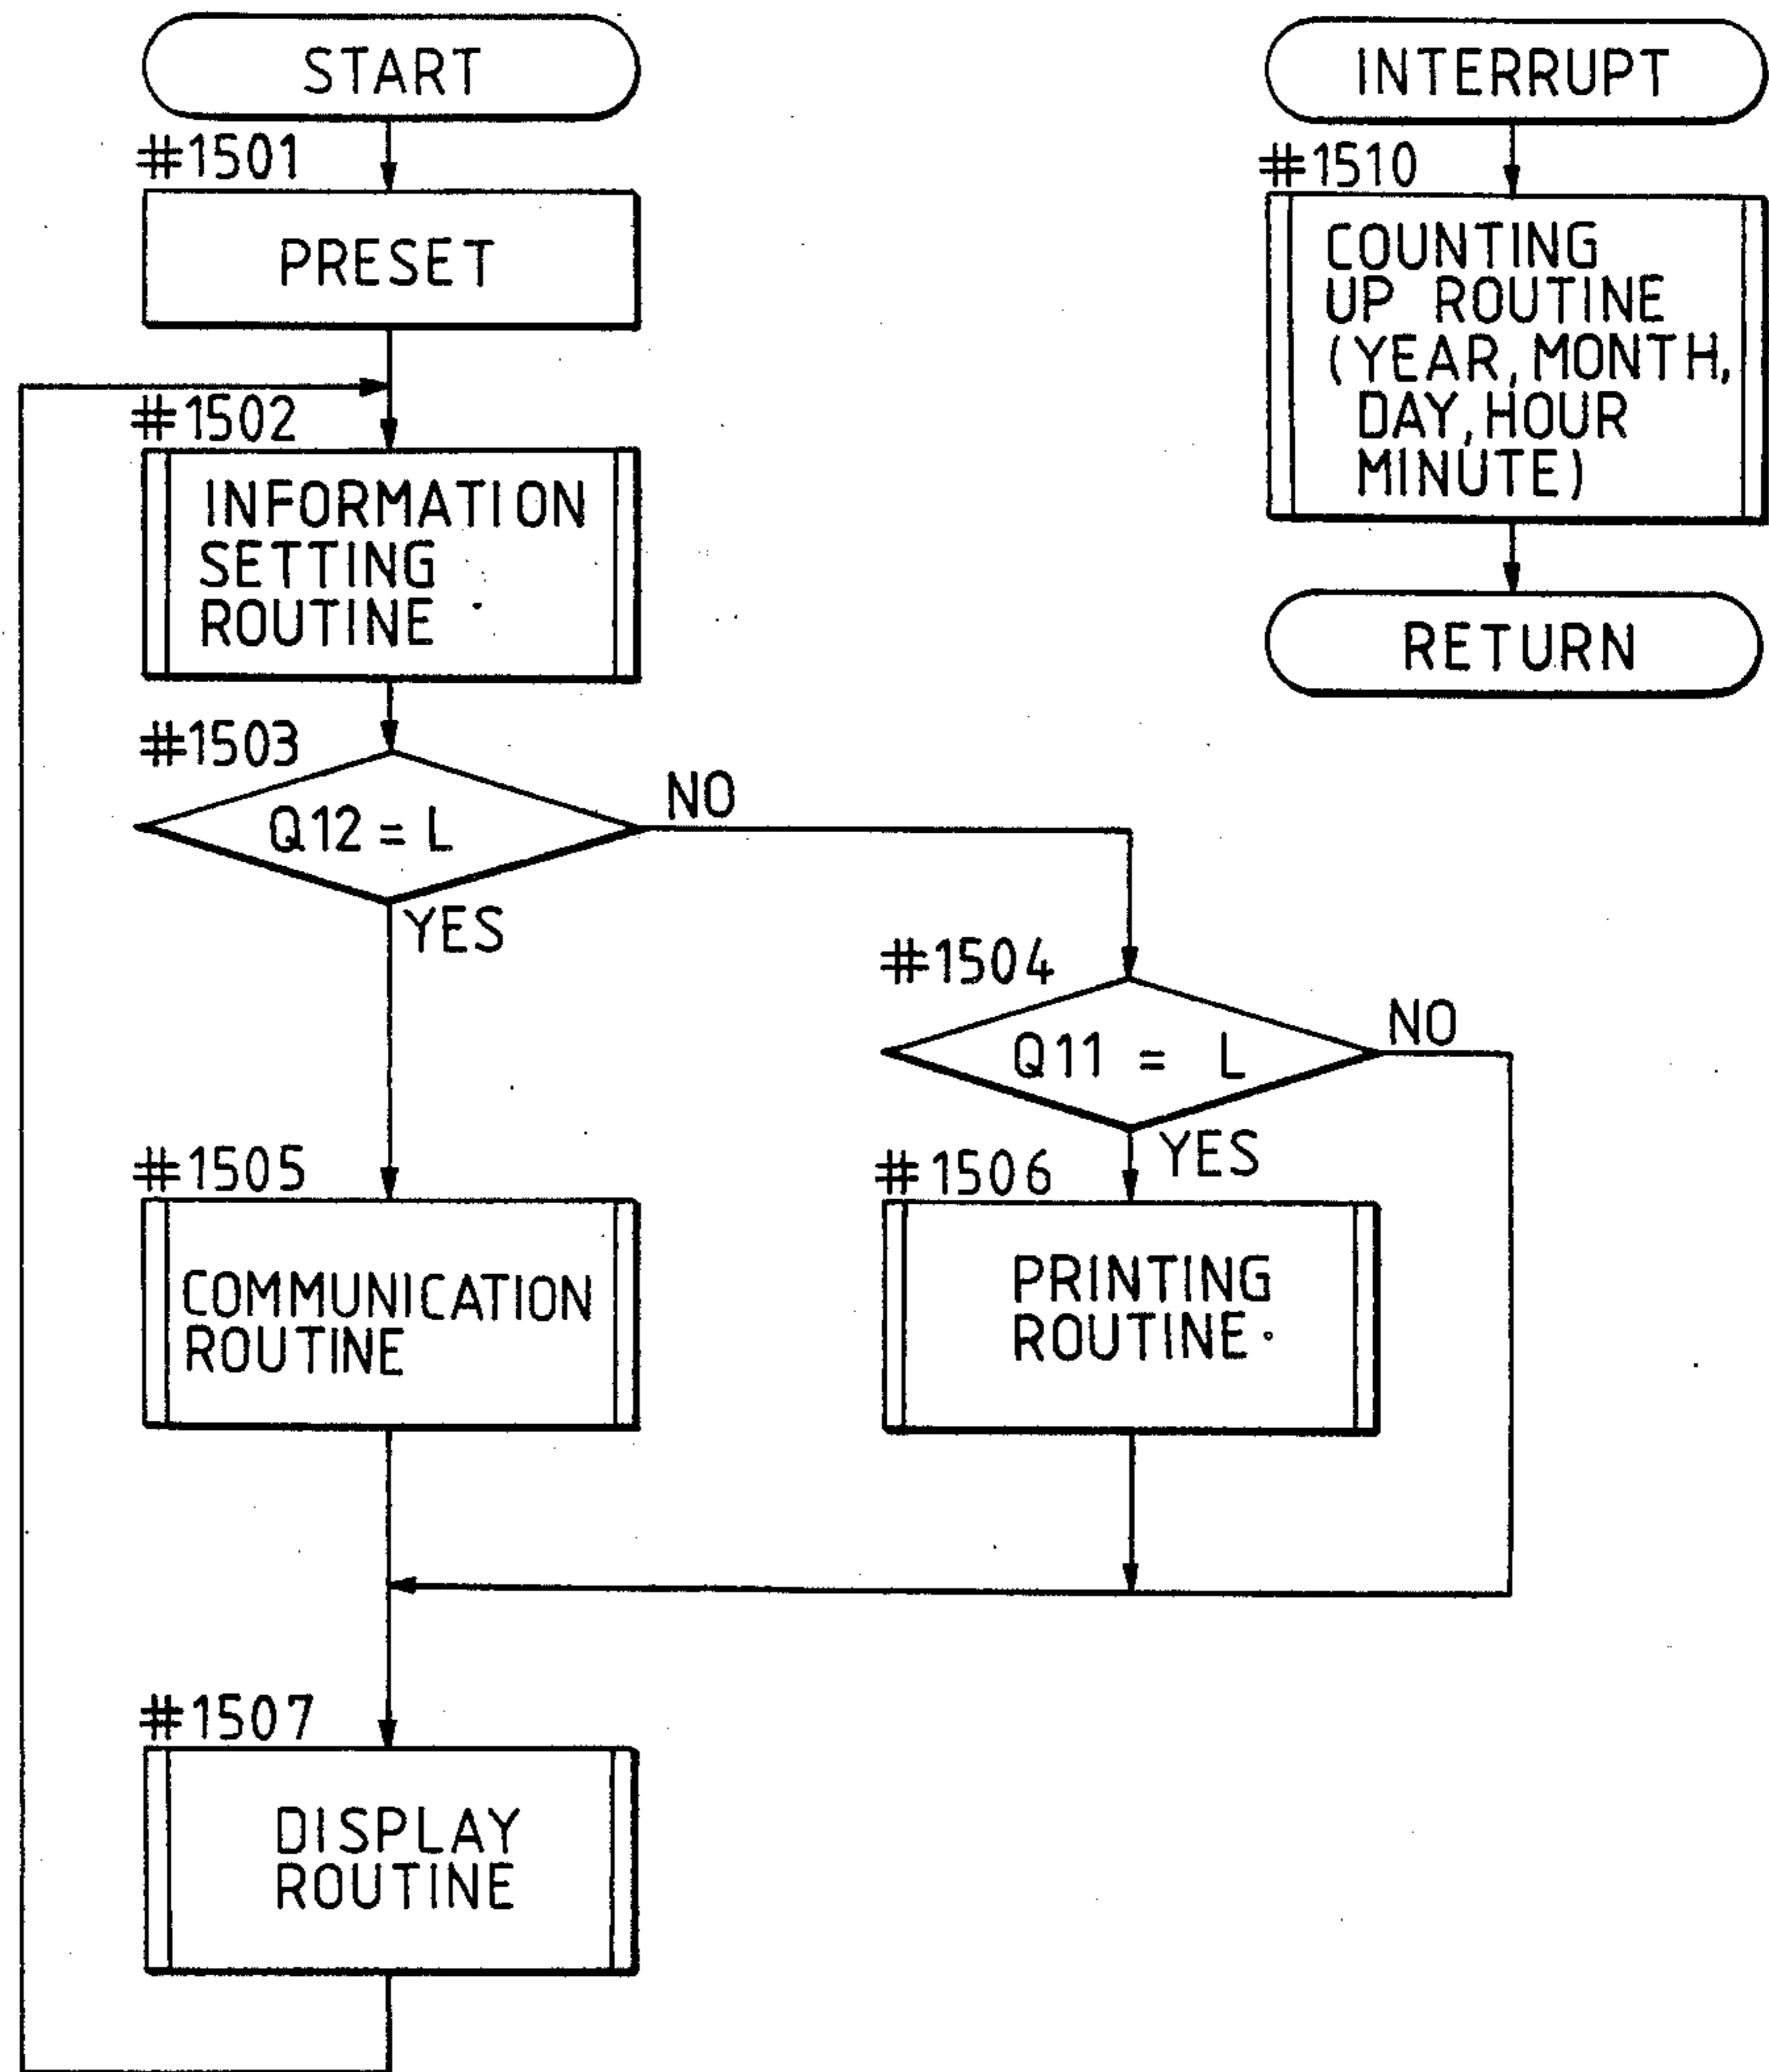 START
#1501
PRESET
#1502
INFORMATION
SETTING
ROUTINE
#1503
Q12 = L
NO
YES
#1504
Q11 = L
NO
YES
#1505
COMMUNICATION
ROUTINE
#1506
PRINTING
ROUTINE
#1507
DISPLAY
ROUTINE
INTERRUPT
#1510
COUNTING
UP ROUTINE
(YEAR, MONTH,
DAY, HOUR
MINUTE)
RETURN